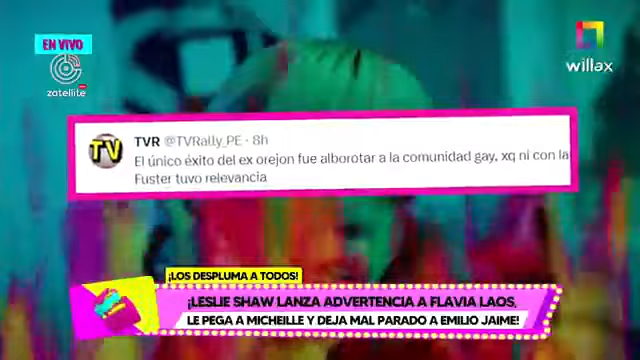 EN VIVO
zatellite
willax
TV
TVR @TVRally_PE · 8h
El único éxito del ex orejon fue alborotar a la comunidad gay, xq ni con la
Fuster tuvo relevancia
¡LOS DESPLUMA A TODOS!
¡LESLIE SHAW LANZA ADVERTENCIA A FLAVIA LAOS,
LE PEGA A MICHEILLE Y DEJA MAL PARADO A EMILIO JAIME!